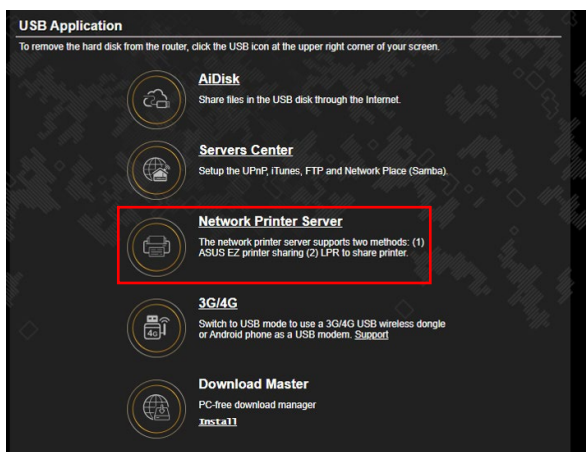 USB Application
To remove the hard disk from the router, click the USB icon at the upper right corner of your screen.
AiDisk
Share files in the USB disk through the Internet.
Servers Center
Setup the UPnP, iTunes, FTP and Network Place (Samba).
Network Printer Server
The network printer server supports two methods: (1)
ASUS EZ printer sharing (2) LPR to share printer.
3G/4G
4G
Switch to USB mode to use a 3G/4G USB wireless dongle
or Android phone as a USB modem. Support
Download Master
PC-free download manager
Install